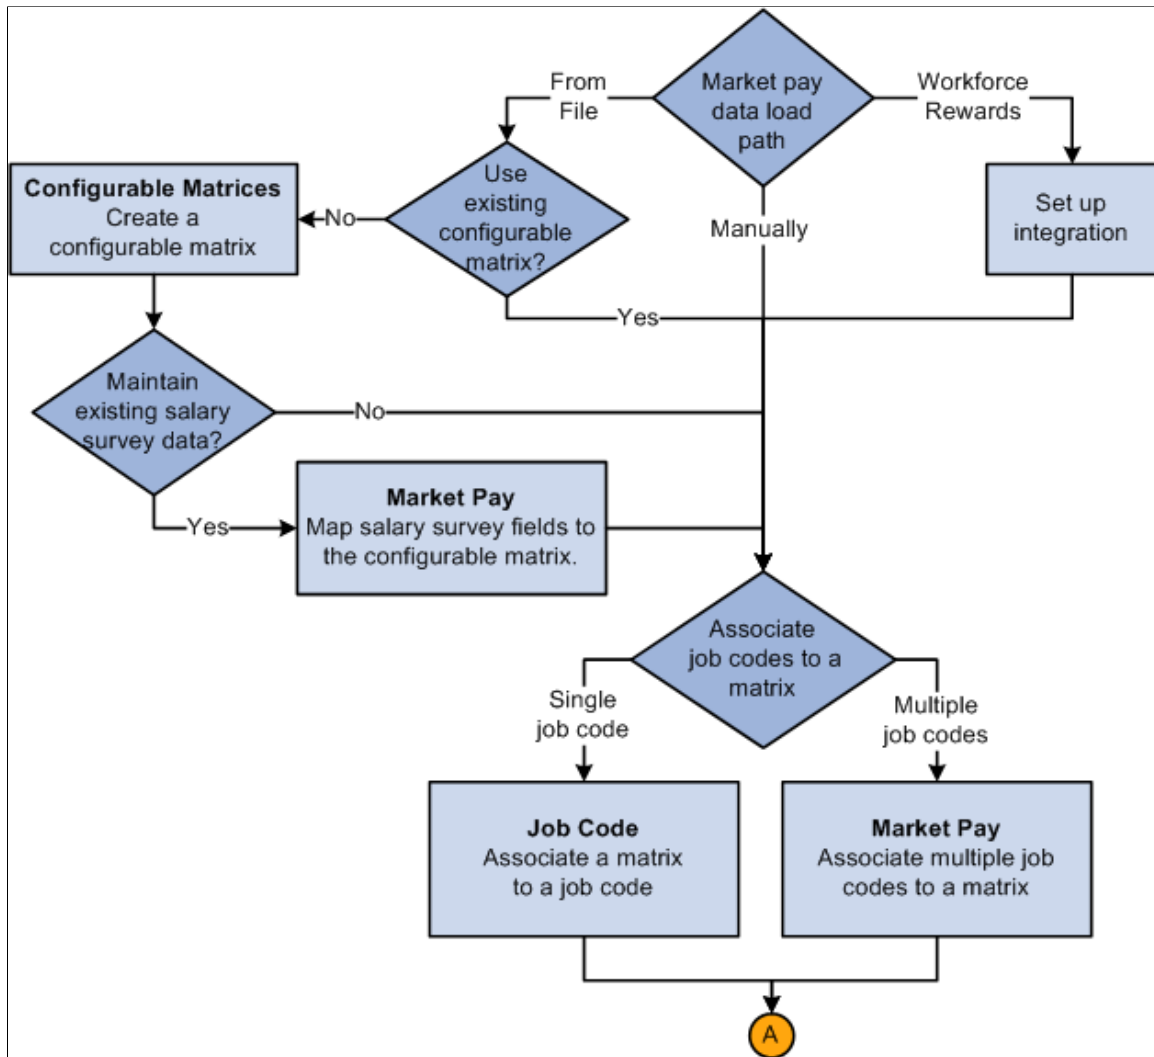 Market pay
data load
path
From
File
Workforce
Rewards
Manually
Use
existing
configurable
matrix?
Set up
integration
No
Configurable Matrices
Create a
configurable matrix
Yes
Maintain
existing salary
survey data?
No
Yes
Market Pay
Map salary survey fields to
the configurable matrix.
Associate
job codes to a
matrix
Single
job code
Multiple
job codes
Job Code
Associate a matrix
to a job code
Market Pay
Associate multiple job
codes to a matrix
A